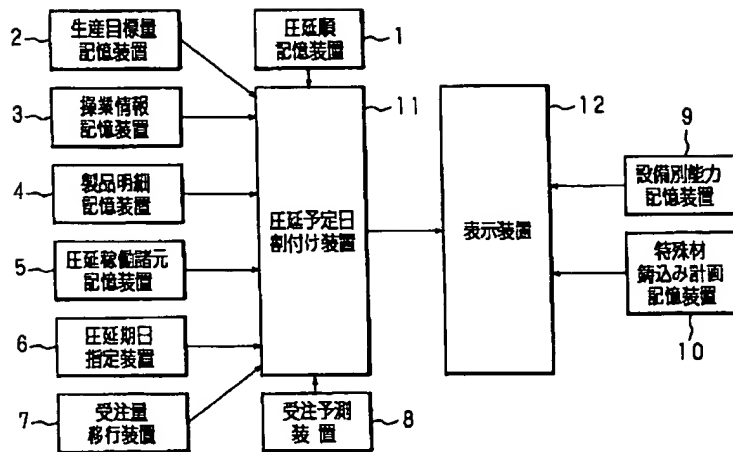 2
生産目標量
記憶装置
圧延順
記憶装置
1
3
操業情報
記憶装置
4
製品明細
記憶装置
5
圧延稼働諸元
記憶装置
6
圧延期日
指定装置
7
受注量
移行装置
11
圧延予定日
割付け装置
受注予測
装 置
8
12
表示装置
9
設備別能力
記憶装置
特殊材
鋳込み計画
記憶装置
10